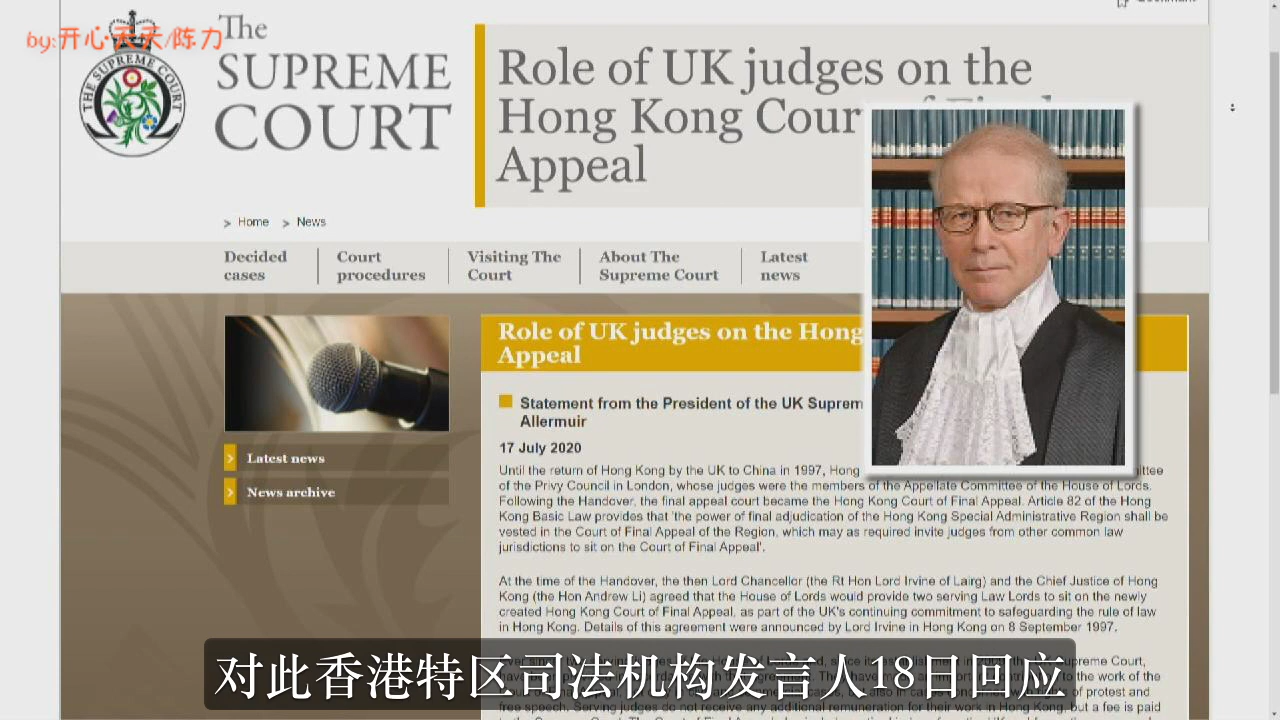 Bookmark
by:开心天天/陈力
The
SUPREME
COURT
THE SUPREME COURT
Role of UK judges on the
Hong Kong Cour
Appeal
> Home > News
Decided cases
Court procedures
Visiting The Court
About The Supreme Court
Latest news
Role of UK judges on the Hong
Appeal
Statement from the President of the UK Suprem
Allermuir
17 July 2020
Until the return of Hong Kong by the UK to China in 1997, Hong
of the Privy Council in London, whose judges were the members of the Appellate Committee of the House of Lords.
Following the Handover, the final appeal court became the Hong Kong Court of Final Appeal. Article 82 of the Hong
Kong Basic Law provides that 'the power of final adjudication of the Hong Kong Special Administrative Region shall be
vested in the Court of Final Appeal of the Region, which may as required invite judges from other common law
jurisdictions to sit on the Court of Final Appeal'.
> Latest news
> News archive
At the time of the Handover, the then Lord Chancellor (the Rt Hon Lord Irvine of Lairg) and the Chief Justice of Hong
Kong (the Hon Andrew Li) agreed that the House of Lords would provide two serving Law Lords to sit on the newly
created Hong Kong Court of Final Appeal, as part of the UK's continuing commitment to safeguarding the rule of law
in Hong Kong. Details of this agreement were announced by Lord Irvine in Hong Kong on 8 September 1997.
对此香港特区司法机构发言人18日回应